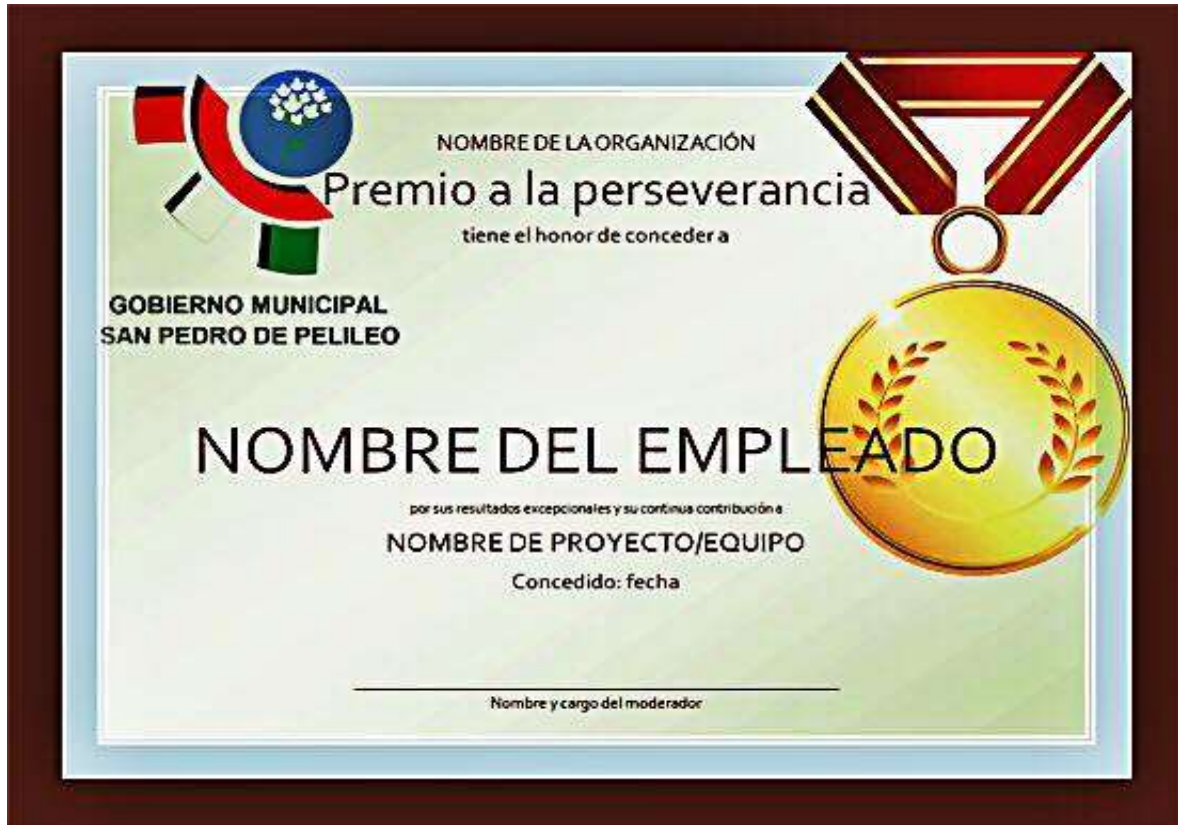 NOMBRE DE LA ORGANIZACIÓN
Premio a la perseverancia
tiene el honor de conceder a
GOBIERNO MUNICIPAL
SAN PEDRO DE PELILEO
NOMBRE DEL EMPLEADO
por sus resultados excepcionales y su continua contribución a
NOMBRE DE PROYECTO/EQUIPO
Concedido: fecha
Nombre y cargo del moderador